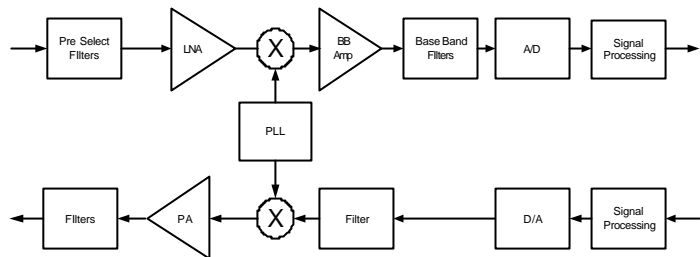 Pre Select
FIlters
LNA
X
BB
Amp
Base Band
FIlters
A/D
Signal
Processing
PLL
FIlters
PA
X
Filter
D/A
Signal
Processing